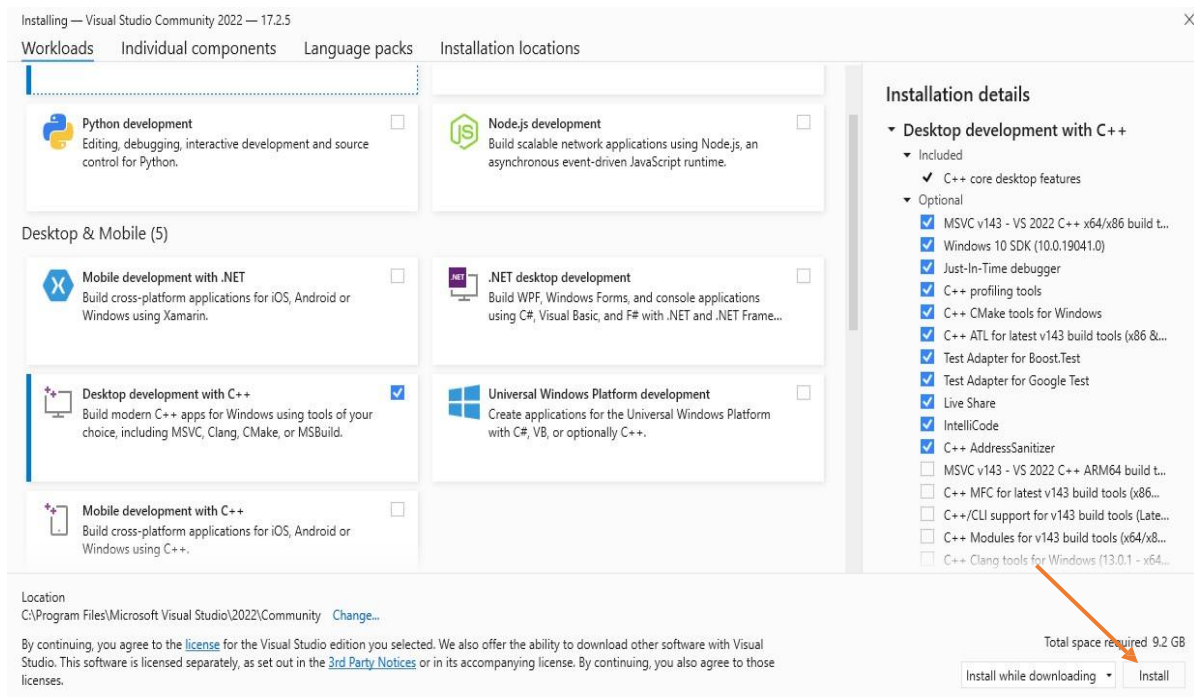 Installing — Visual Studio Community 2022 — 17.2.5
Workloads
Individual components
Language packs
Installation locations
Python development
Editing, debugging, interactive development and source
control for Python.
JS
Node.js development
Build scalable network applications using Node.js, an
asynchronous event-driven JavaScript runtime.
Desktop & Mobile (5)
Mobile development with .NET
Build cross-platform applications for iOS, Android or
Windows using Xamarin.
.NET
.NET desktop development
Build WPF, Windows Forms, and console applications
using C#, Visual Basic, and F# with .NET and .NET Frame...
Desktop development with C++
Build modern C++ apps for Windows using tools of your
choice, including MSVC, Clang, CMake, or MSBuild.
Universal Windows Platform development
Create applications for the Universal Windows Platform
with C#, VB, or optionally C++.
Mobile development with C++
Build cross-platform applications for iOS, Android or
Windows using C++.
Installation details
Desktop development with C++
Included
C++ core desktop features
Optional
MSVC v143 - VS 2022 C++ x64/x86 build t...
Windows 10 SDK (10.0.19041.0)
Just-In-Time debugger
C++ profiling tools
C++ CMake tools for Windows
C++ ATL for latest v143 build tools (x86 &...
Test Adapter for Boost.Test
Test Adapter for Google Test
Live Share
IntelliCode
C++ AddressSanitizer
MSVC v143 - VS 2022 C++ ARM64 build t...
C++ MFC for latest v143 build tools (x86...
C++/CLI support for v143 build tools (Late...
C++ Modules for v143 build tools (x64/x8...
C++ Clang tools for Windows (13.0.1 - x64...
Location
C:\Program Files\Microsoft Visual Studio\2022\Community Change...
By continuing, you agree to the license for the Visual Studio edition you selected. We also offer the ability to download other software with Visual
Studio. This software is licensed separately, as set out in the 3rd Party Notices or in its accompanying license. By continuing, you also agree to those
licenses.
Total space required 9.2 GB
Install while downloading
Install